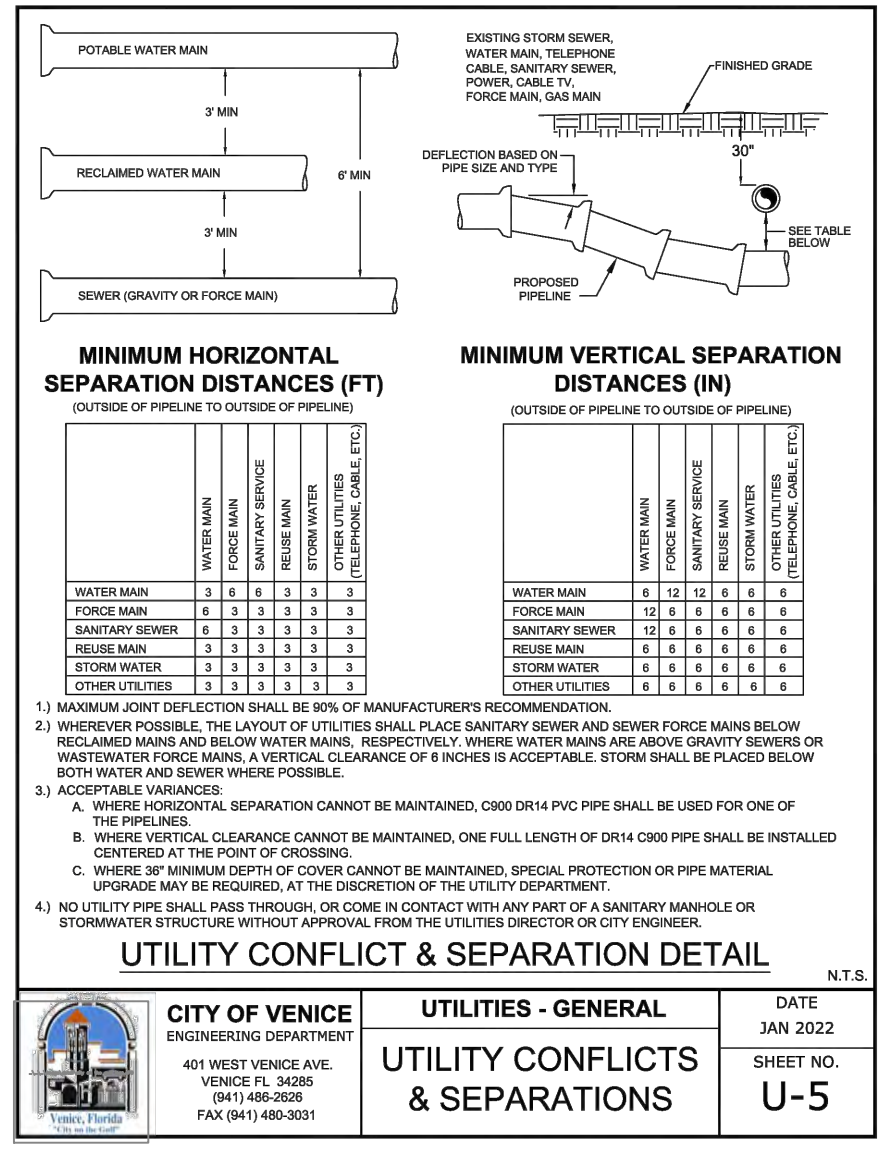 POTABLE WATER MAIN
3' MIN
RECLAIMED WATER MAIN
6' MIN
3' MIN
SEWER (GRAVITY OR FORCE MAIN)
EXISTING STORM SEWER,
WATER MAIN, TELEPHONE
CABLE, SANITARY SEWER,
POWER, CABLE TV,
FORCE MAIN, GAS MAIN
FINISHED GRADE
30"
DEFLECTION BASED ON
PIPE SIZE AND TYPE
SEE TABLE
BELOW
PROPOSED
PIPELINE
MINIMUM HORIZONTAL
SEPARATION DISTANCES (FT)
(OUTSIDE OF PIPELINE TO OUTSIDE OF PIPELINE)
WATER MAIN
FORCE MAIN
SANITARY SERVICE
REUSE MAIN
STORM WATER
OTHER UTILITIES
(TELEPHONE, CABLE, ETC.)
WATER MAIN 3 6 6 3 3 3
FORCE MAIN 6 3 3 3 3 3
SANITARY SEWER 6 3 3 3 3 3
REUSE MAIN 3 3 3 3 3 3
STORM WATER 3 3 3 3 3 3
OTHER UTILITIES 3 3 3 3 3 3
MINIMUM VERTICAL SEPARATION
DISTANCES (IN)
(OUTSIDE OF PIPELINE TO OUTSIDE OF PIPELINE)
WATER MAIN
FORCE MAIN
SANITARY SERVICE
REUSE MAIN
STORM WATER
OTHER UTILITIES
(TELEPHONE, CABLE, ETC.)
WATER MAIN 6 12 12 6 6 6
FORCE MAIN 12 6 6 6 6 6
SANITARY SEWER 12 6 6 6 6 6
REUSE MAIN 6 6 6 6 6 6
STORM WATER 6 6 6 6 6 6
OTHER UTILITIES 6 6 6 6 6 6
1.) MAXIMUM JOINT DEFLECTION SHALL BE 90% OF MANUFACTURER'S RECOMMENDATION.
2.) WHEREVER POSSIBLE, THE LAYOUT OF UTILITIES SHALL PLACE SANITARY SEWER AND SEWER FORCE MAINS BELOW
RECLAIMED MAINS AND BELOW WATER MAINS, RESPECTIVELY. WHERE WATER MAINS ARE ABOVE GRAVITY SEWERS OR
WASTEWATER FORCE MAINS, A VERTICAL CLEARANCE OF 6 INCHES IS ACCEPTABLE. STORM SHALL BE PLACED BELOW
BOTH WATER AND SEWER WHERE POSSIBLE.
3.) ACCEPTABLE VARIANCES:
A. WHERE HORIZONTAL SEPARATION CANNOT BE MAINTAINED, C900 DR14 PVC PIPE SHALL BE USED FOR ONE OF
THE PIPELINES.
B. WHERE VERTICAL CLEARANCE CANNOT BE MAINTAINED, ONE FULL LENGTH OF DR14 C900 PIPE SHALL BE INSTALLED
CENTERED AT THE POINT OF CROSSING.
C. WHERE 36" MINIMUM DEPTH OF COVER CANNOT BE MAINTAINED, SPECIAL PROTECTION OR PIPE MATERIAL
UPGRADE MAY BE REQUIRED, AT THE DISCRETION OF THE UTILITY DEPARTMENT.
4.) NO UTILITY PIPE SHALL PASS THROUGH, OR COME IN CONTACT WITH ANY PART OF A SANITARY MANHOLE OR
STORMWATER STRUCTURE WITHOUT APPROVAL FROM THE UTILITIES DIRECTOR OR CITY ENGINEER.
UTILITY CONFLICT & SEPARATION DETAIL
N.T.S.
Venice, Florida
"City on the Gulf"
CITY OF VENICE
ENGINEERING DEPARTMENT
401 WEST VENICE AVE.
VENICE FL 34285
(941) 486-2626
FAX (941) 480-3031
UTILITIES - GENERAL
UTILITY CONFLICTS
& SEPARATIONS
DATE
JAN 2022
SHEET NO.
U-5